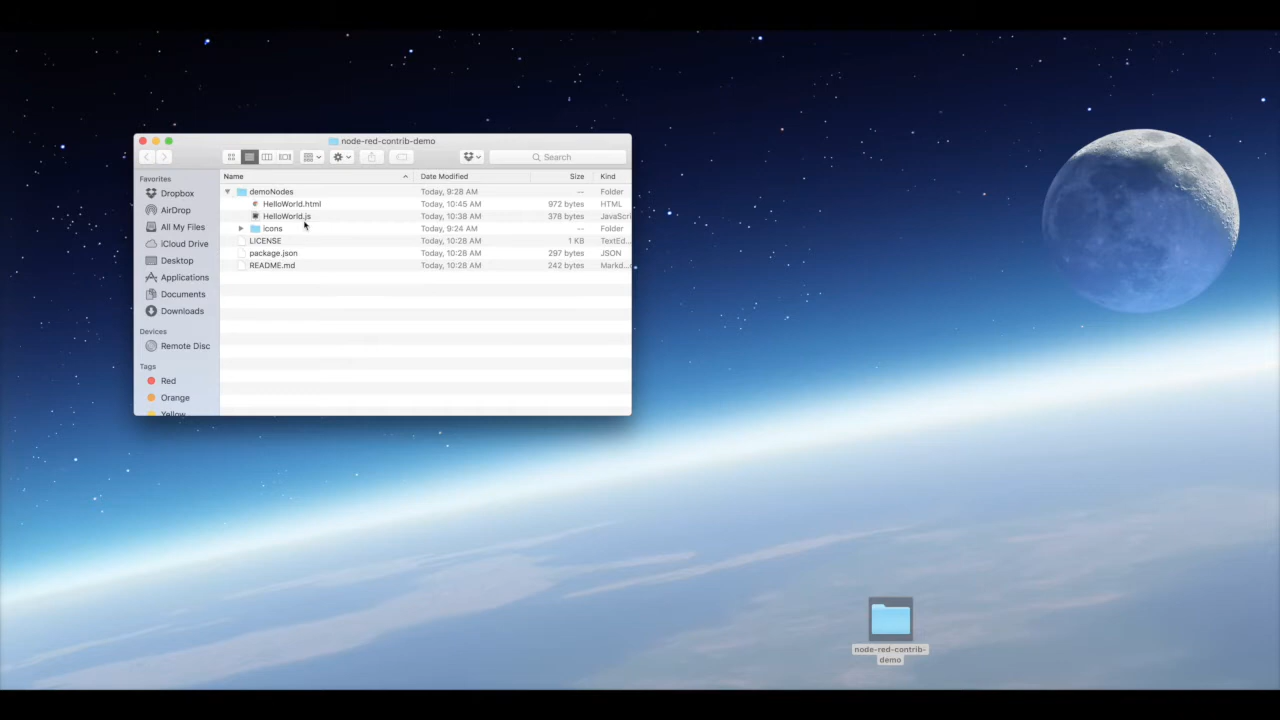 node-red-contrib-demo
Search
Favorites
Dropbox
AirDrop
All My Files
iCloud Drive
Desktop
Applications
Documents
Downloads
Devices
Remote Disc
Tags
Red
Orange
Yellow
Name Date Modified Size Kind
demoNodes Today, 9:28 AM -- Folder
HelloWorld.html Today, 10:45 AM 972 bytes HTML
HelloWorld.js Today, 10:38 AM 378 bytes JavaScri
icons Today, 9:24 AM -- Folder
LICENSE Today, 10:28 AM 1 KB TextEd...
package.json Today, 10:28 AM 297 bytes JSON
README.md Today, 10:28 AM 242 bytes Markd...o
node-red-contrib-
demo